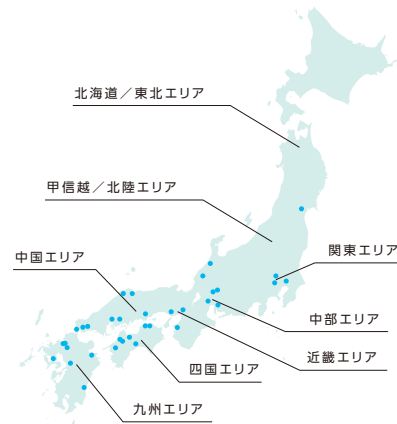 北海道／東北エリア
甲信越／北陸エリア
関東エリア
中国エリア
中部エリア
近畿エリア
四国エリア
九州エリア